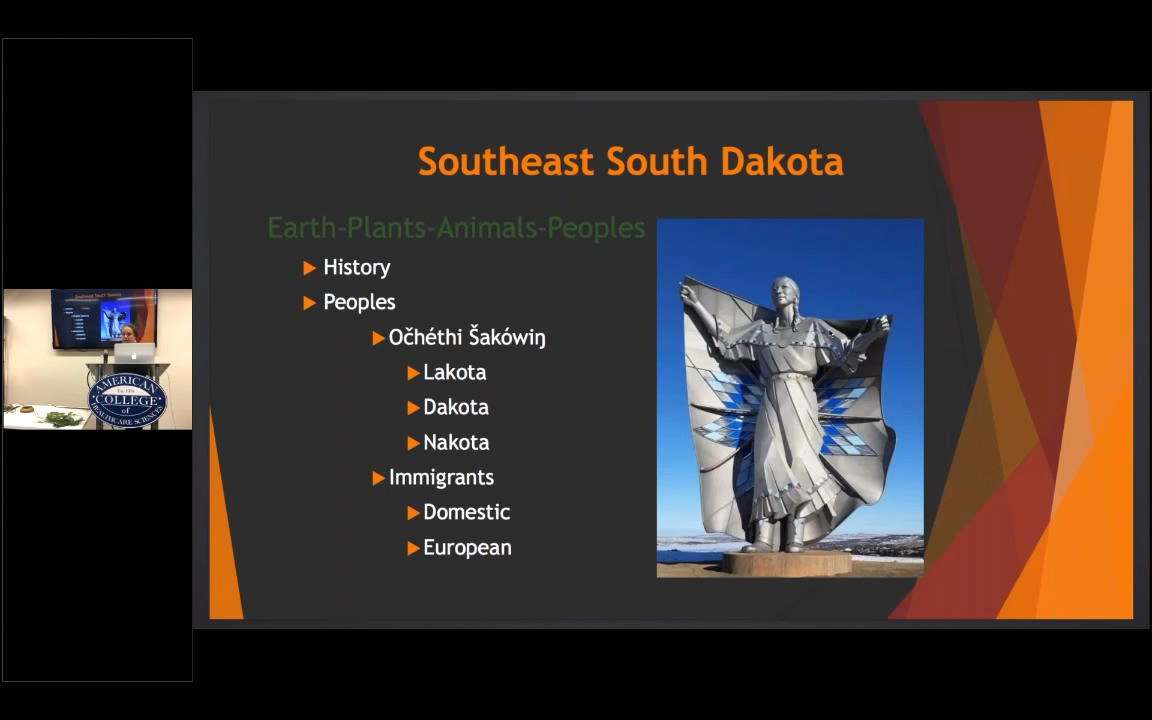 Southeast South Dakota
Earth-Plants-Animals-Peoples
History
Peoples
Očhéthi Šakówiŋ
Lakota
Dakota
Nakota
Immigrants
Domestic
European
AMERICAN
COLLEGE
of
HEALTHCARE SCIENCES